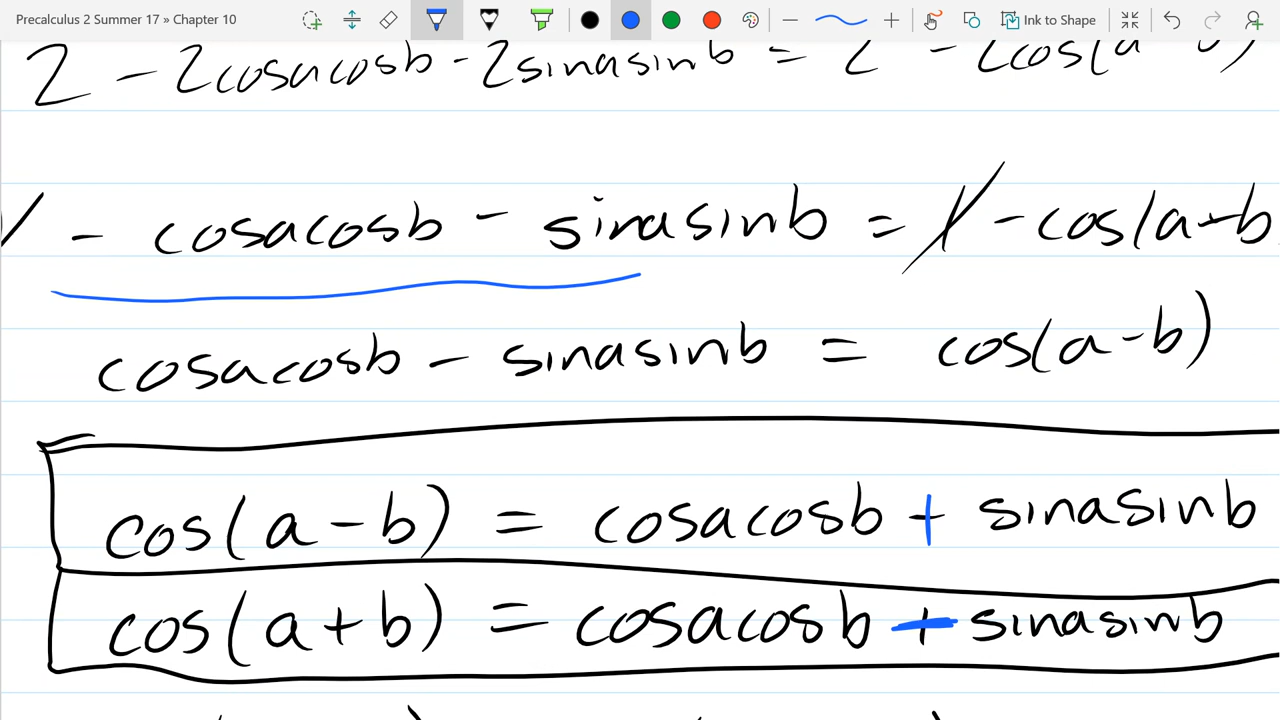 Precalculus 2 Summer 17 » Chapter 10
Ink to Shape
2 - 2cosacosb - 2sinasinb = 2 - 2cos(a - b)
1 - cosacosb - sinasinb = 1 - cos(a-b
cosacosb - sinasinb = cos(a-b)
cos(a-b) = cosacosb + sinasinb
cos(a+b) = cosacosb - sinasinb